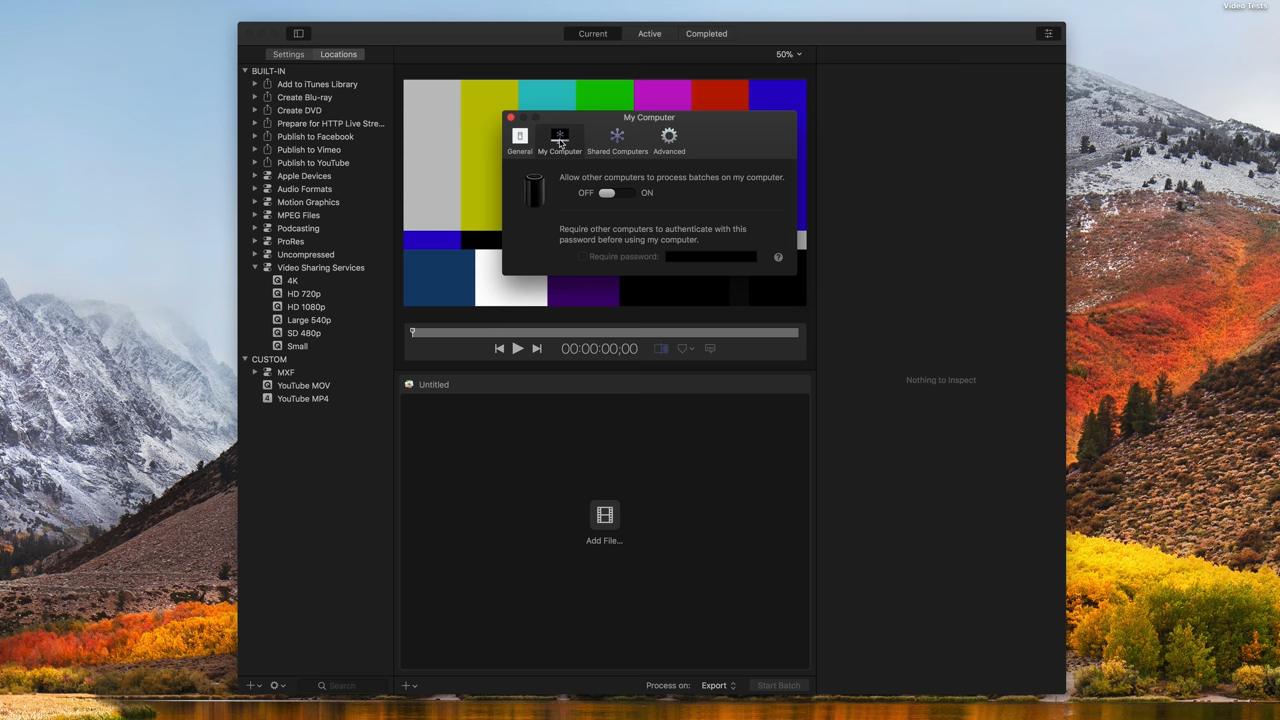 Video Tests
Current
Active
Completed
Settings
Locations
50%
BUILT-IN
Add to iTunes Library
Create Blu-ray
Create DVD
Prepare for HTTP Live Stre...
Publish to Facebook
Publish to Vimeo
Publish to YouTube
Apple Devices
Audio Formats
Motion Graphics
MPEG Files
Podcasting
ProRes
Uncompressed
Video Sharing Services
4K
HD 720p
HD 1080p
Large 540p
SD 480p
Small
CUSTOM
MXF
YouTube MOV
YouTube MP4
Search
My Computer
General
My Computer
Shared Computers
Advanced
Allow other computers to process batches on my computer.
OFF
ON
Require other computers to authenticate with this
password before using my computer.
Require password:
?
00:00:00;00
Untitled
Add File...
Nothing to Inspect
Process on:
Export
Start Batch